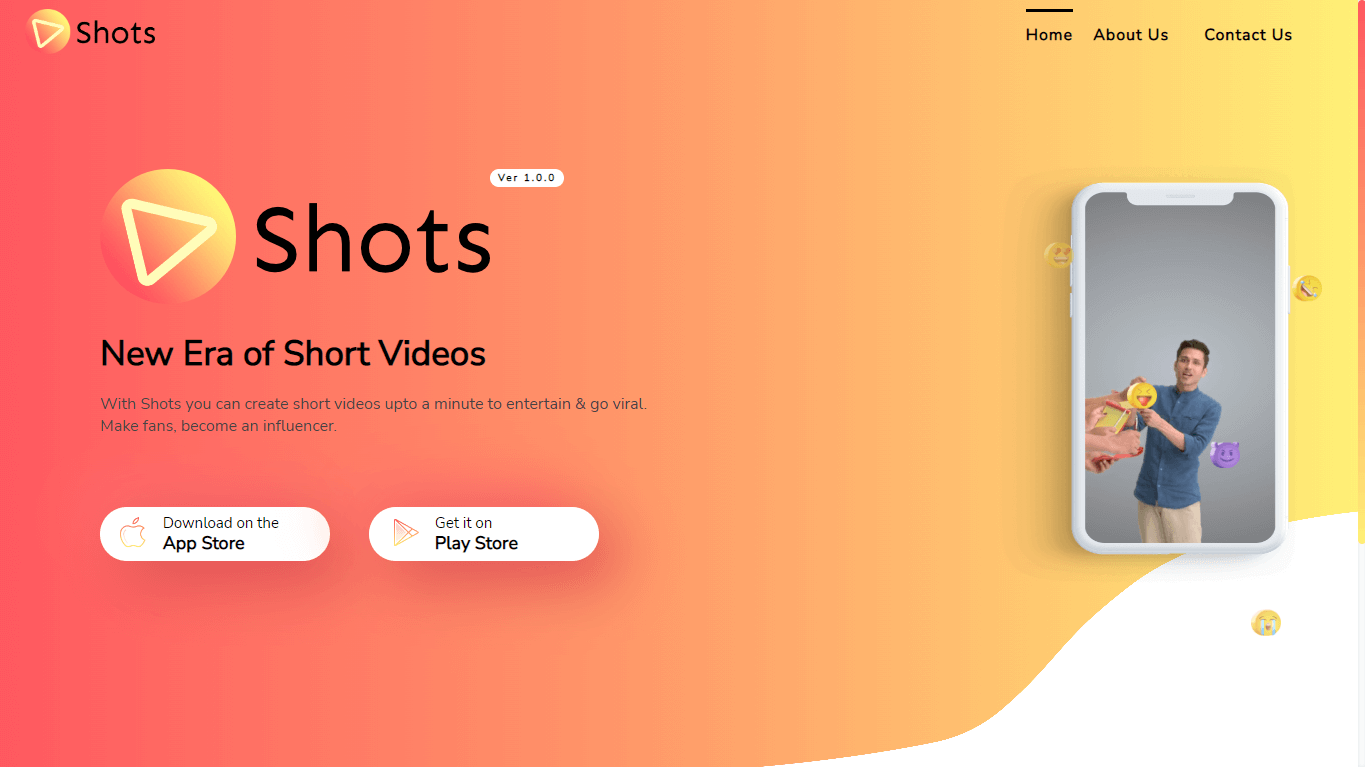 Shots
Home
About Us
Contact Us
Ver 1.0.0
Shots
New Era of Short Videos
With Shots you can create short videos upto a minute to entertain & go viral.
Make fans, become an influencer.
Download on the
App Store
Get it on
Play Store